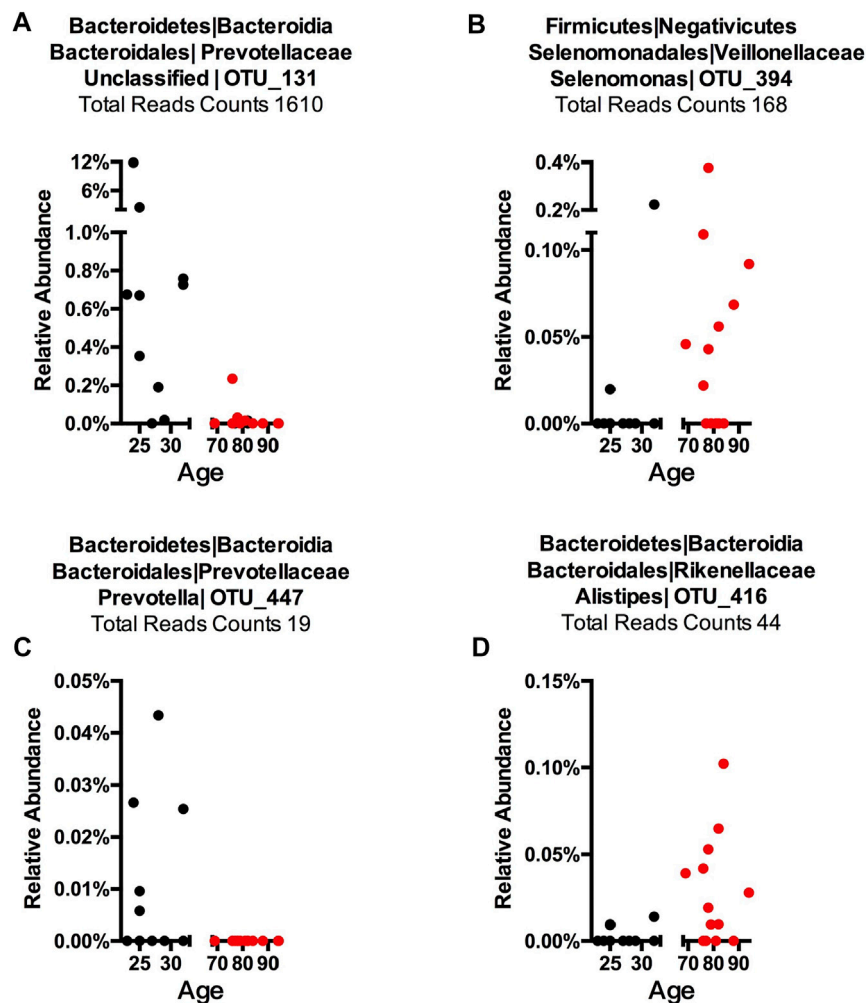 A
Bacteroidetes|Bacteroidia
Bacteroidales| Prevotellaceae
Unclassified | OTU_131
Total Reads Counts 1610
12%
6%
1.0%
0.8%
0.6%
0.4%
0.2%
0.0%
Relative Abundance
25 30 70 80 90
Age
B
Firmicutes|Negativicutes
Selenomonadales|Veillonellaceae
Selenomonas| OTU_394
Total Reads Counts 168
0.4%
0.2%
0.10%
0.05%
0.00%
Relative Abundance
25 30 70 80 90
Age
C
Bacteroidetes|Bacteroidia
Bacteroidales|Prevotellaceae
Prevotella| OTU_447
Total Reads Counts 19
0.05%
0.04%
0.03%
0.02%
0.01%
0.00%
Relative Abundance
25 30 70 80 90
Age
D
Bacteroidetes|Bacteroidia
Bacteroidales|Rikenellaceae
Alistipes| OTU_416
Total Reads Counts 44
0.15%
0.10%
0.05%
0.00%
Relative Abundance
25 30 70 80 90
Age